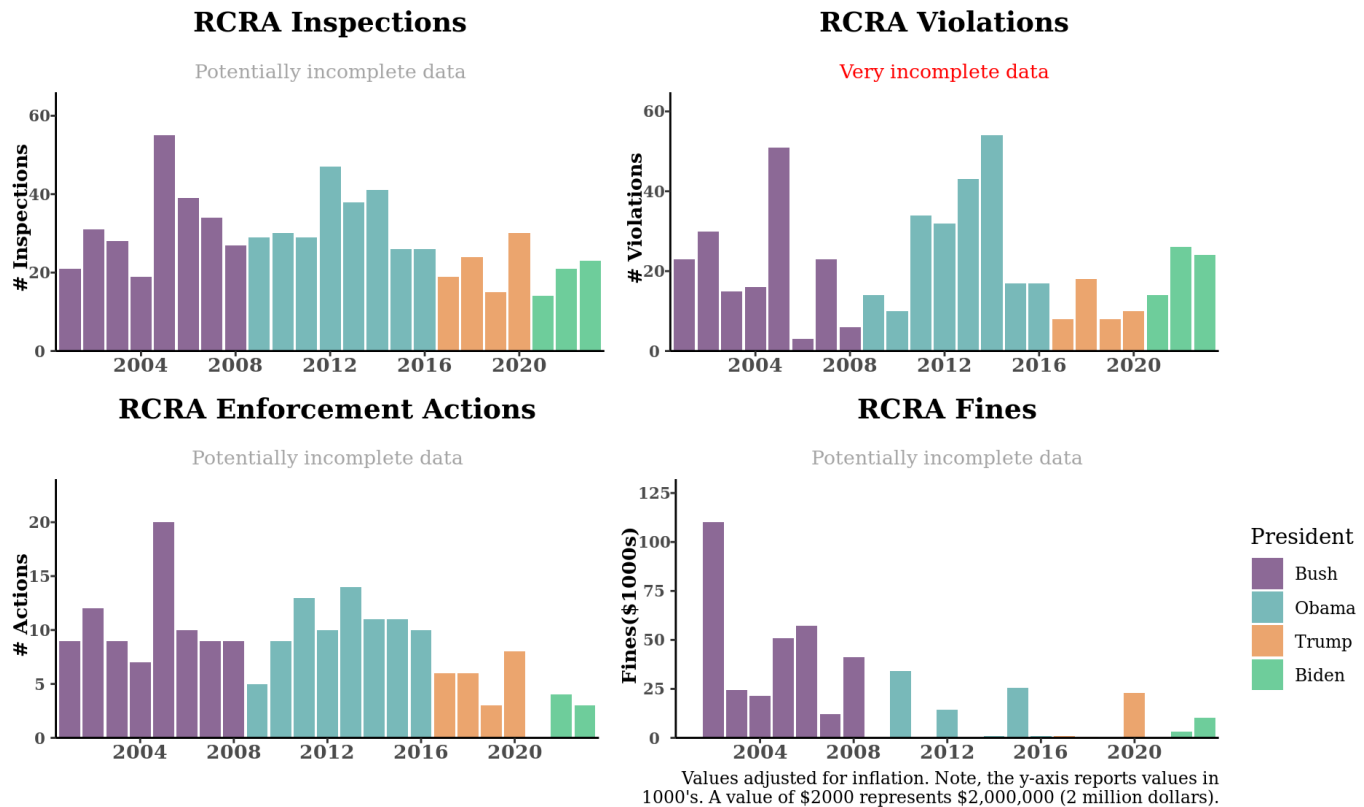 RCRA Inspections
Potentially incomplete data
# Inspections
60
40
20
0
2004 2008 2012 2016 2020
RCRA Violations
Very incomplete data
# Violations
60
40
20
0
2004 2008 2012 2016 2020
RCRA Enforcement Actions
Potentially incomplete data
# Actions
20
15
10
5
0
2004 2008 2012 2016 2020
RCRA Fines
Potentially incomplete data
Fines($1000s)
125
100
75
50
25
0
2004 2008 2012 2016 2020
President
Bush
Obama
Trump
Biden
Values adjusted for inflation. Note, the y-axis reports values in
1000's. A value of $2000 represents $2,000,000 (2 million dollars).